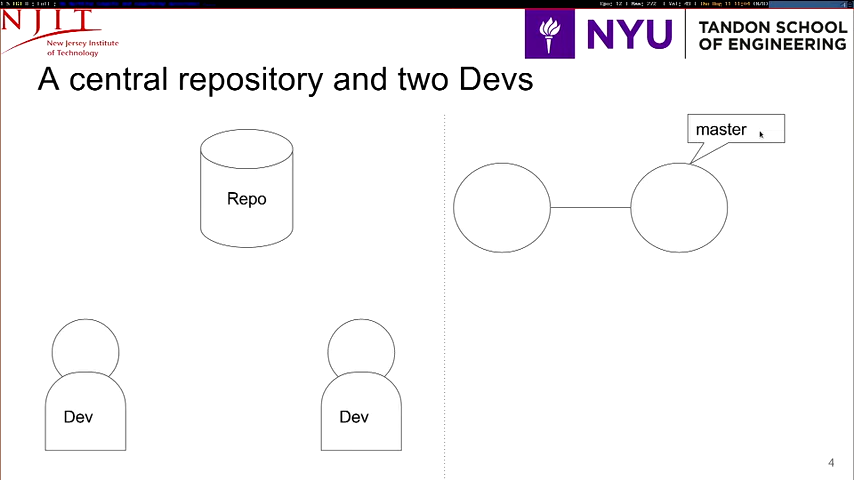 NJIT
New Jersey Institute
of Technology
NYU
TANDON SCHOOL
OF ENGINEERING
A central repository and two Devs
master
Repo
Dev
Dev
4